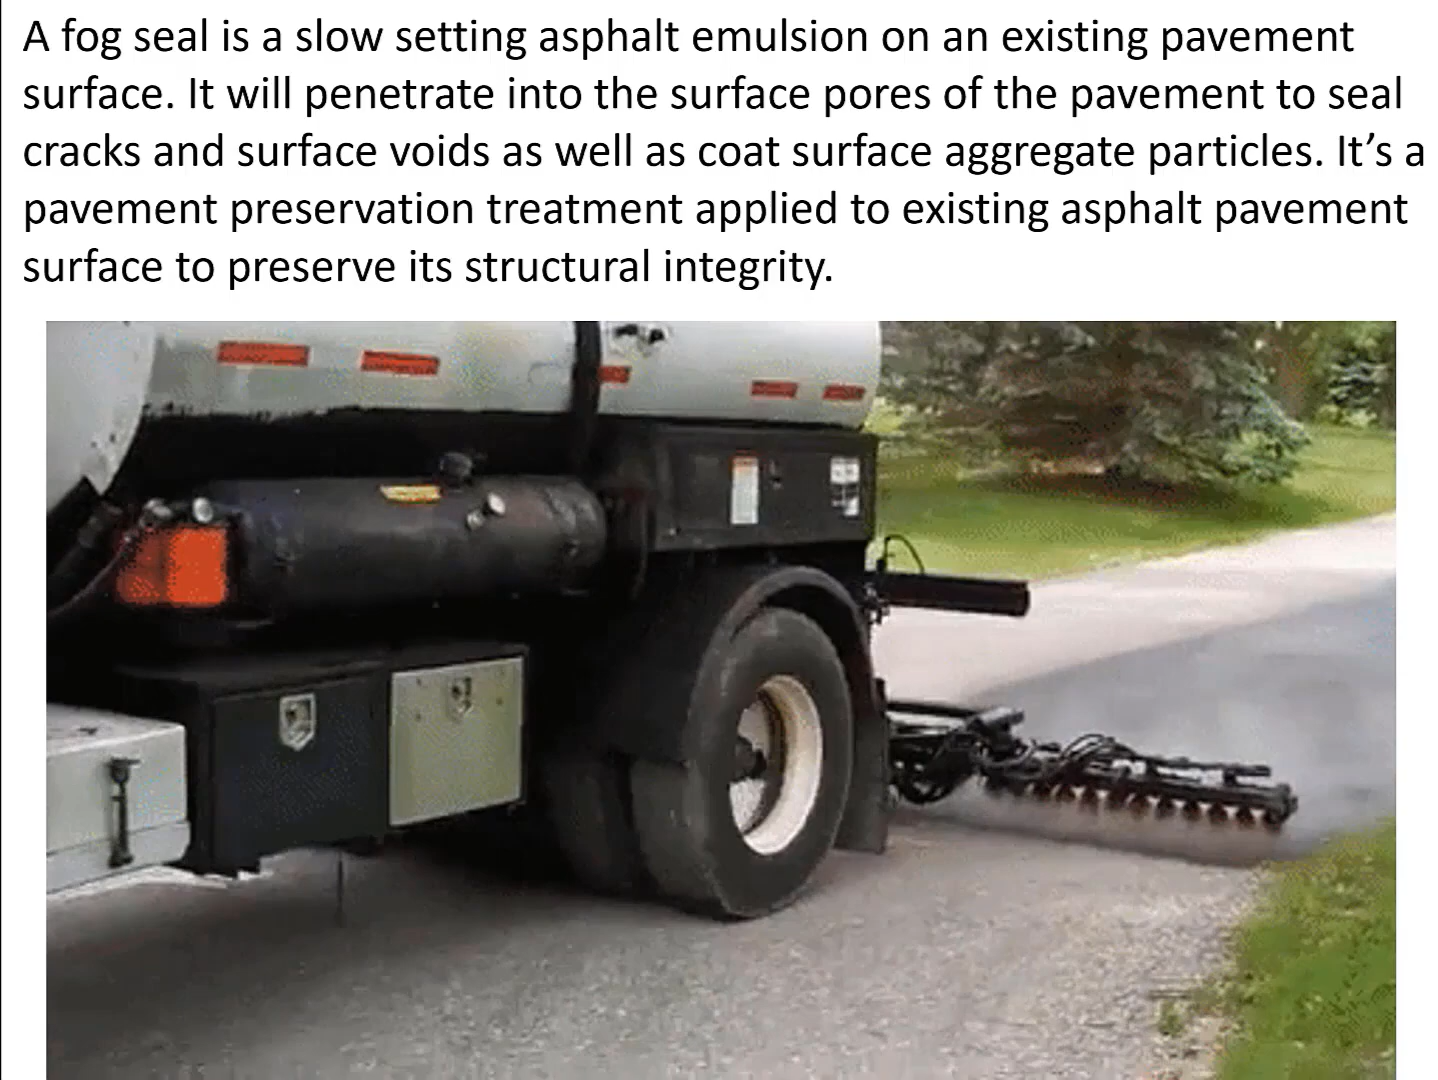 A fog seal is a slow setting asphalt emulsion on an existing pavement
surface. It will penetrate into the surface pores of the pavement to seal
cracks and surface voids as well as coat surface aggregate particles. It’s a
pavement preservation treatment applied to existing asphalt pavement
surface to preserve its structural integrity.